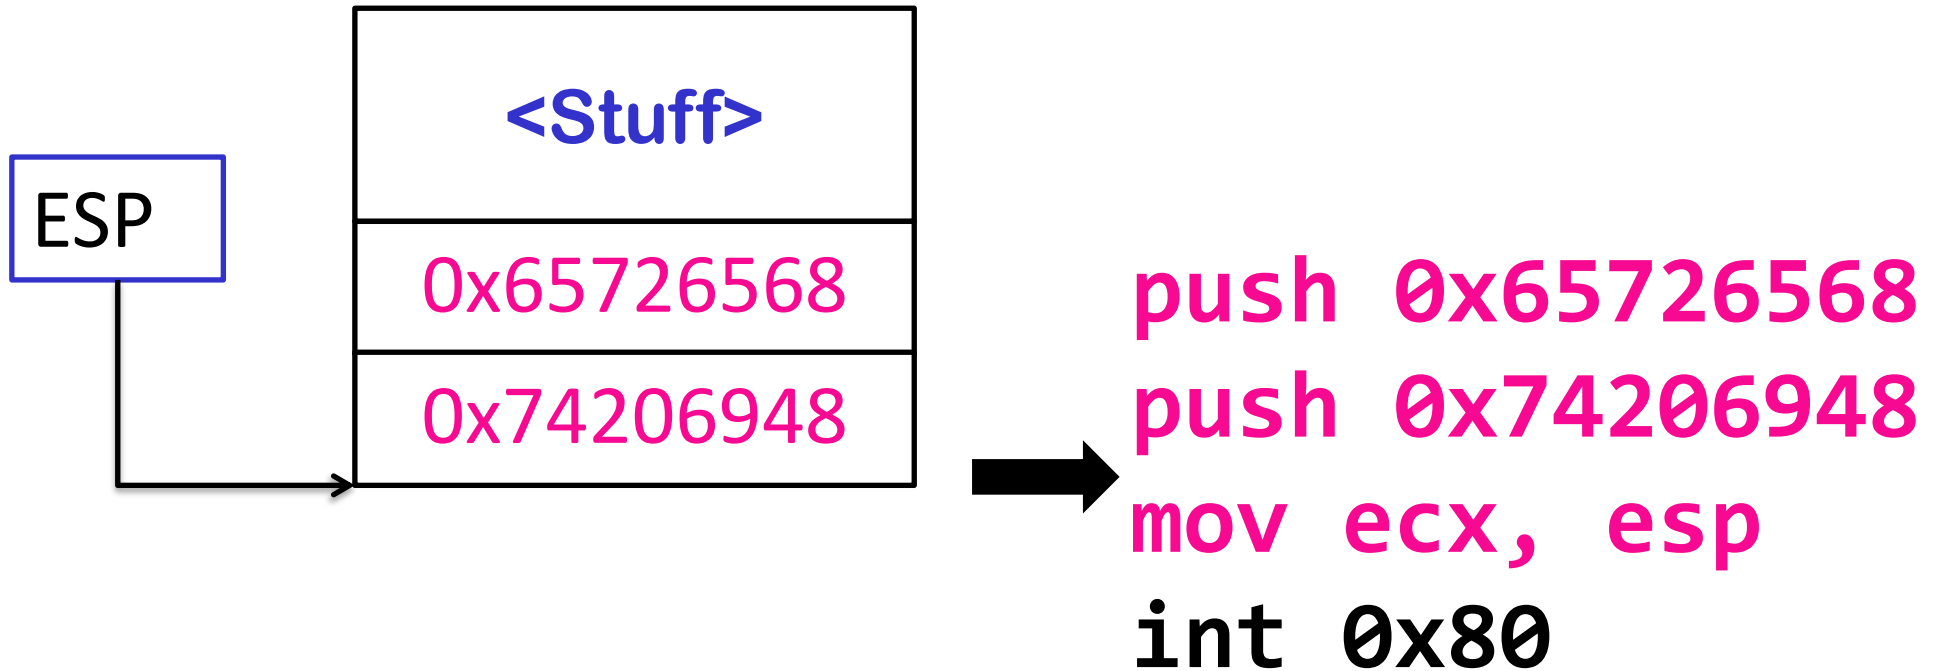 <Stuff>
ESP
0x65726568
0x74206948
push 0x65726568
push 0x74206948
mov ecx, esp
int 0x80